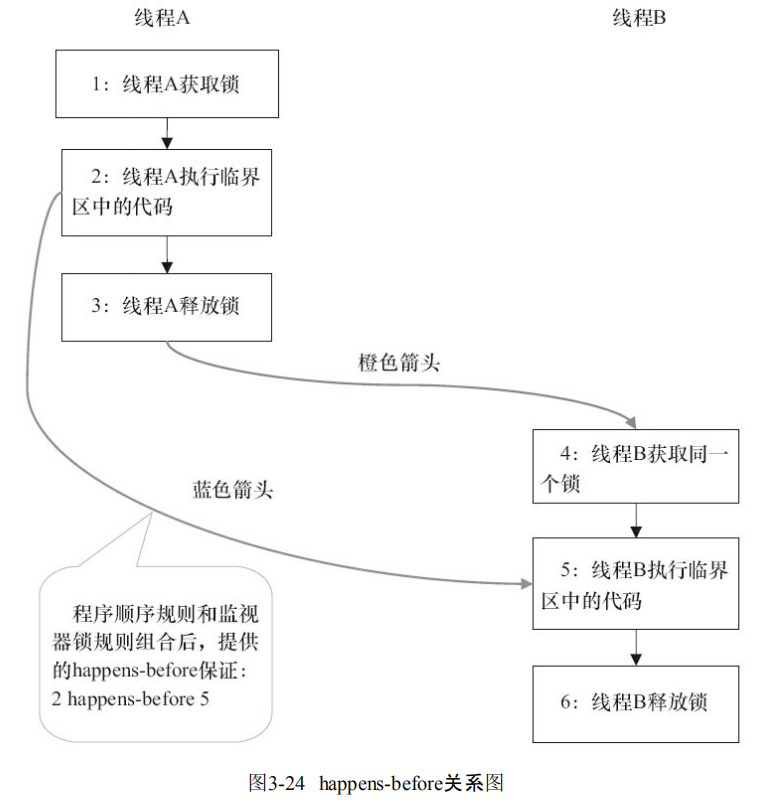 线程A
线程B
1：线程A获取锁
2：线程A执行临界
区中的代码
3：线程A释放锁
橙色箭头
4：线程B获取同一
个锁
蓝色箭头
5：线程B执行临界
区中的代码
程序顺序规则和监视
器锁规则组合后，提供
的happens-before保证：
2 happens-before 5
6：线程B释放锁
图3-24 happens-before关系图